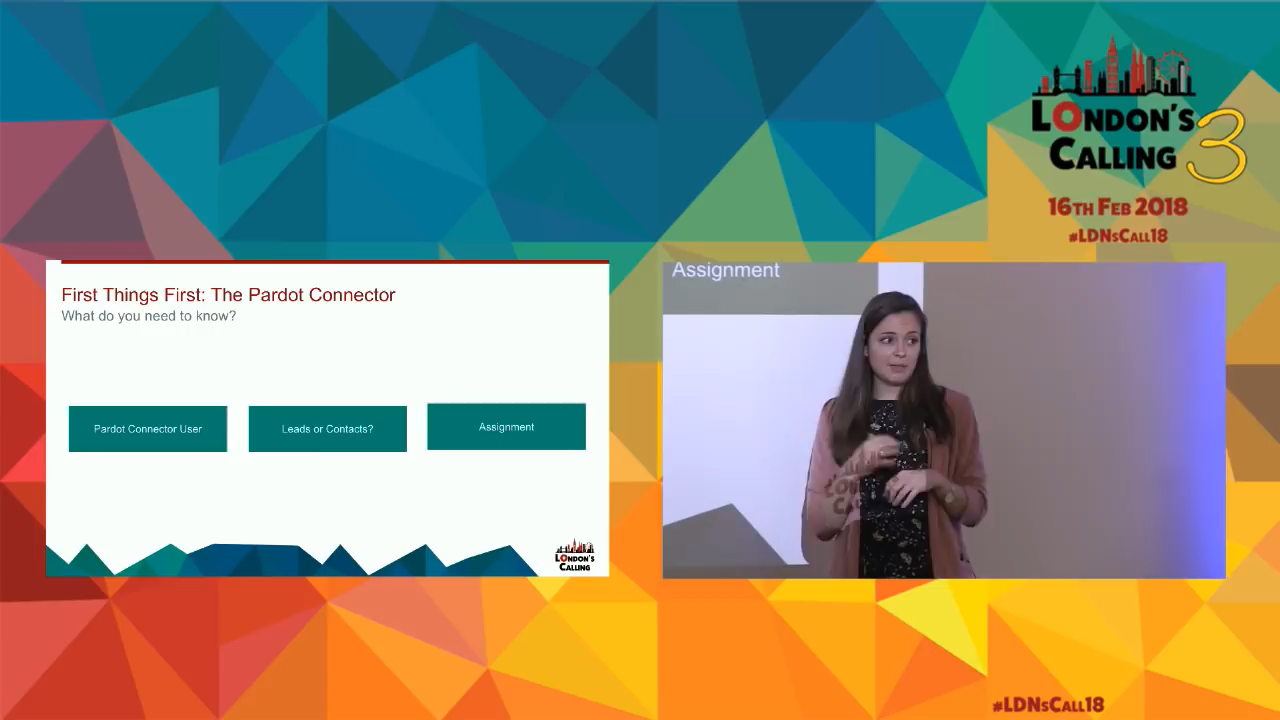 LONDON'S
CALLING 3
16TH FEB 2018
#LDNSCALL18
First Things First: The Pardot Connector
What do you need to know?
Pardot Connector User
Leads or Contacts?
Assignment
LONDON'S
CALLING
Assignment
#LDNSCALL18